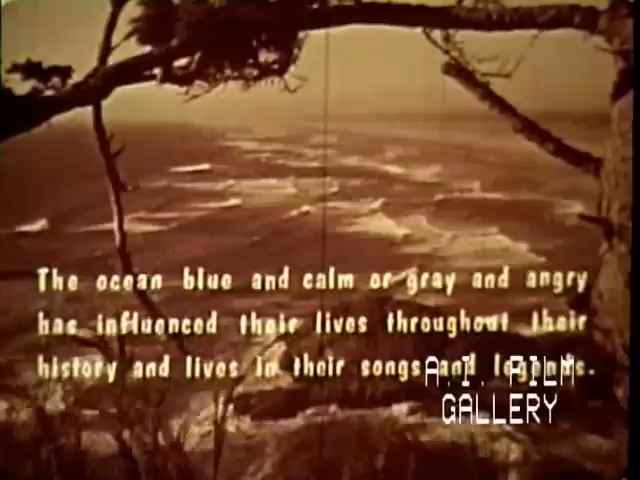 The ocean blue and calm or gray and angry
has influenced their lives throughout their
history and lives in their songs and legends.
A.I. FILM
GALLERY